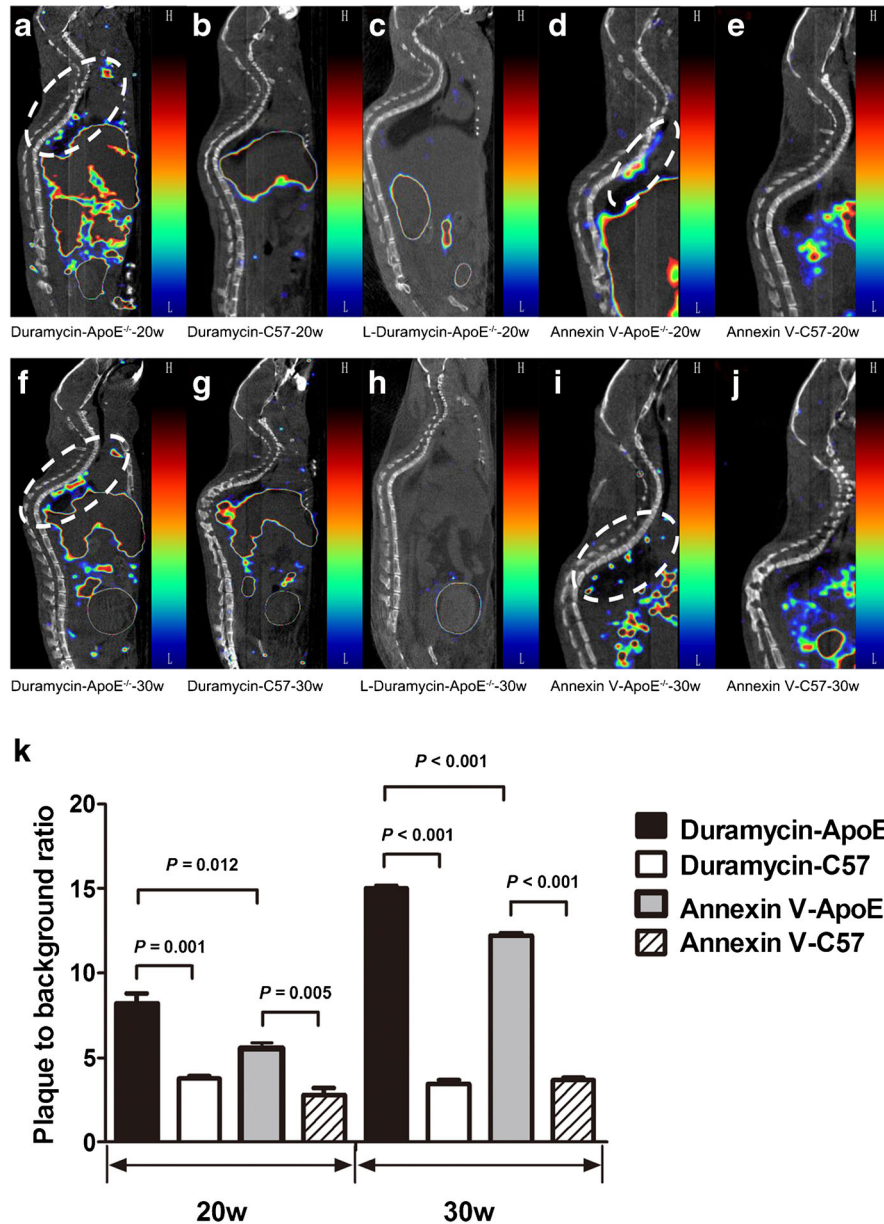 a b c d e
H H H H H
L L L L L
Duramycin-ApoE⁻/⁻-20w Duramycin-C57-20w L-Duramycin-ApoE⁻/⁻-20w Annexin V-ApoE⁻/⁻-20w Annexin V-C57-20w
f g h i j
H H H H H
L L L L L
Duramycin-ApoE⁻/⁻-30w Duramycin-C57-30w L-Duramycin-ApoE⁻/⁻-30w Annexin V-ApoE⁻/⁻-30w Annexin V-C57-30w
k
Plaque to background ratio
20
15
10
5
0
P = 0.012
P = 0.001
P = 0.005
P < 0.001
P < 0.001
P < 0.001
20w 30w
Duramycin-ApoE
Duramycin-C57
Annexin V-ApoE
Annexin V-C57